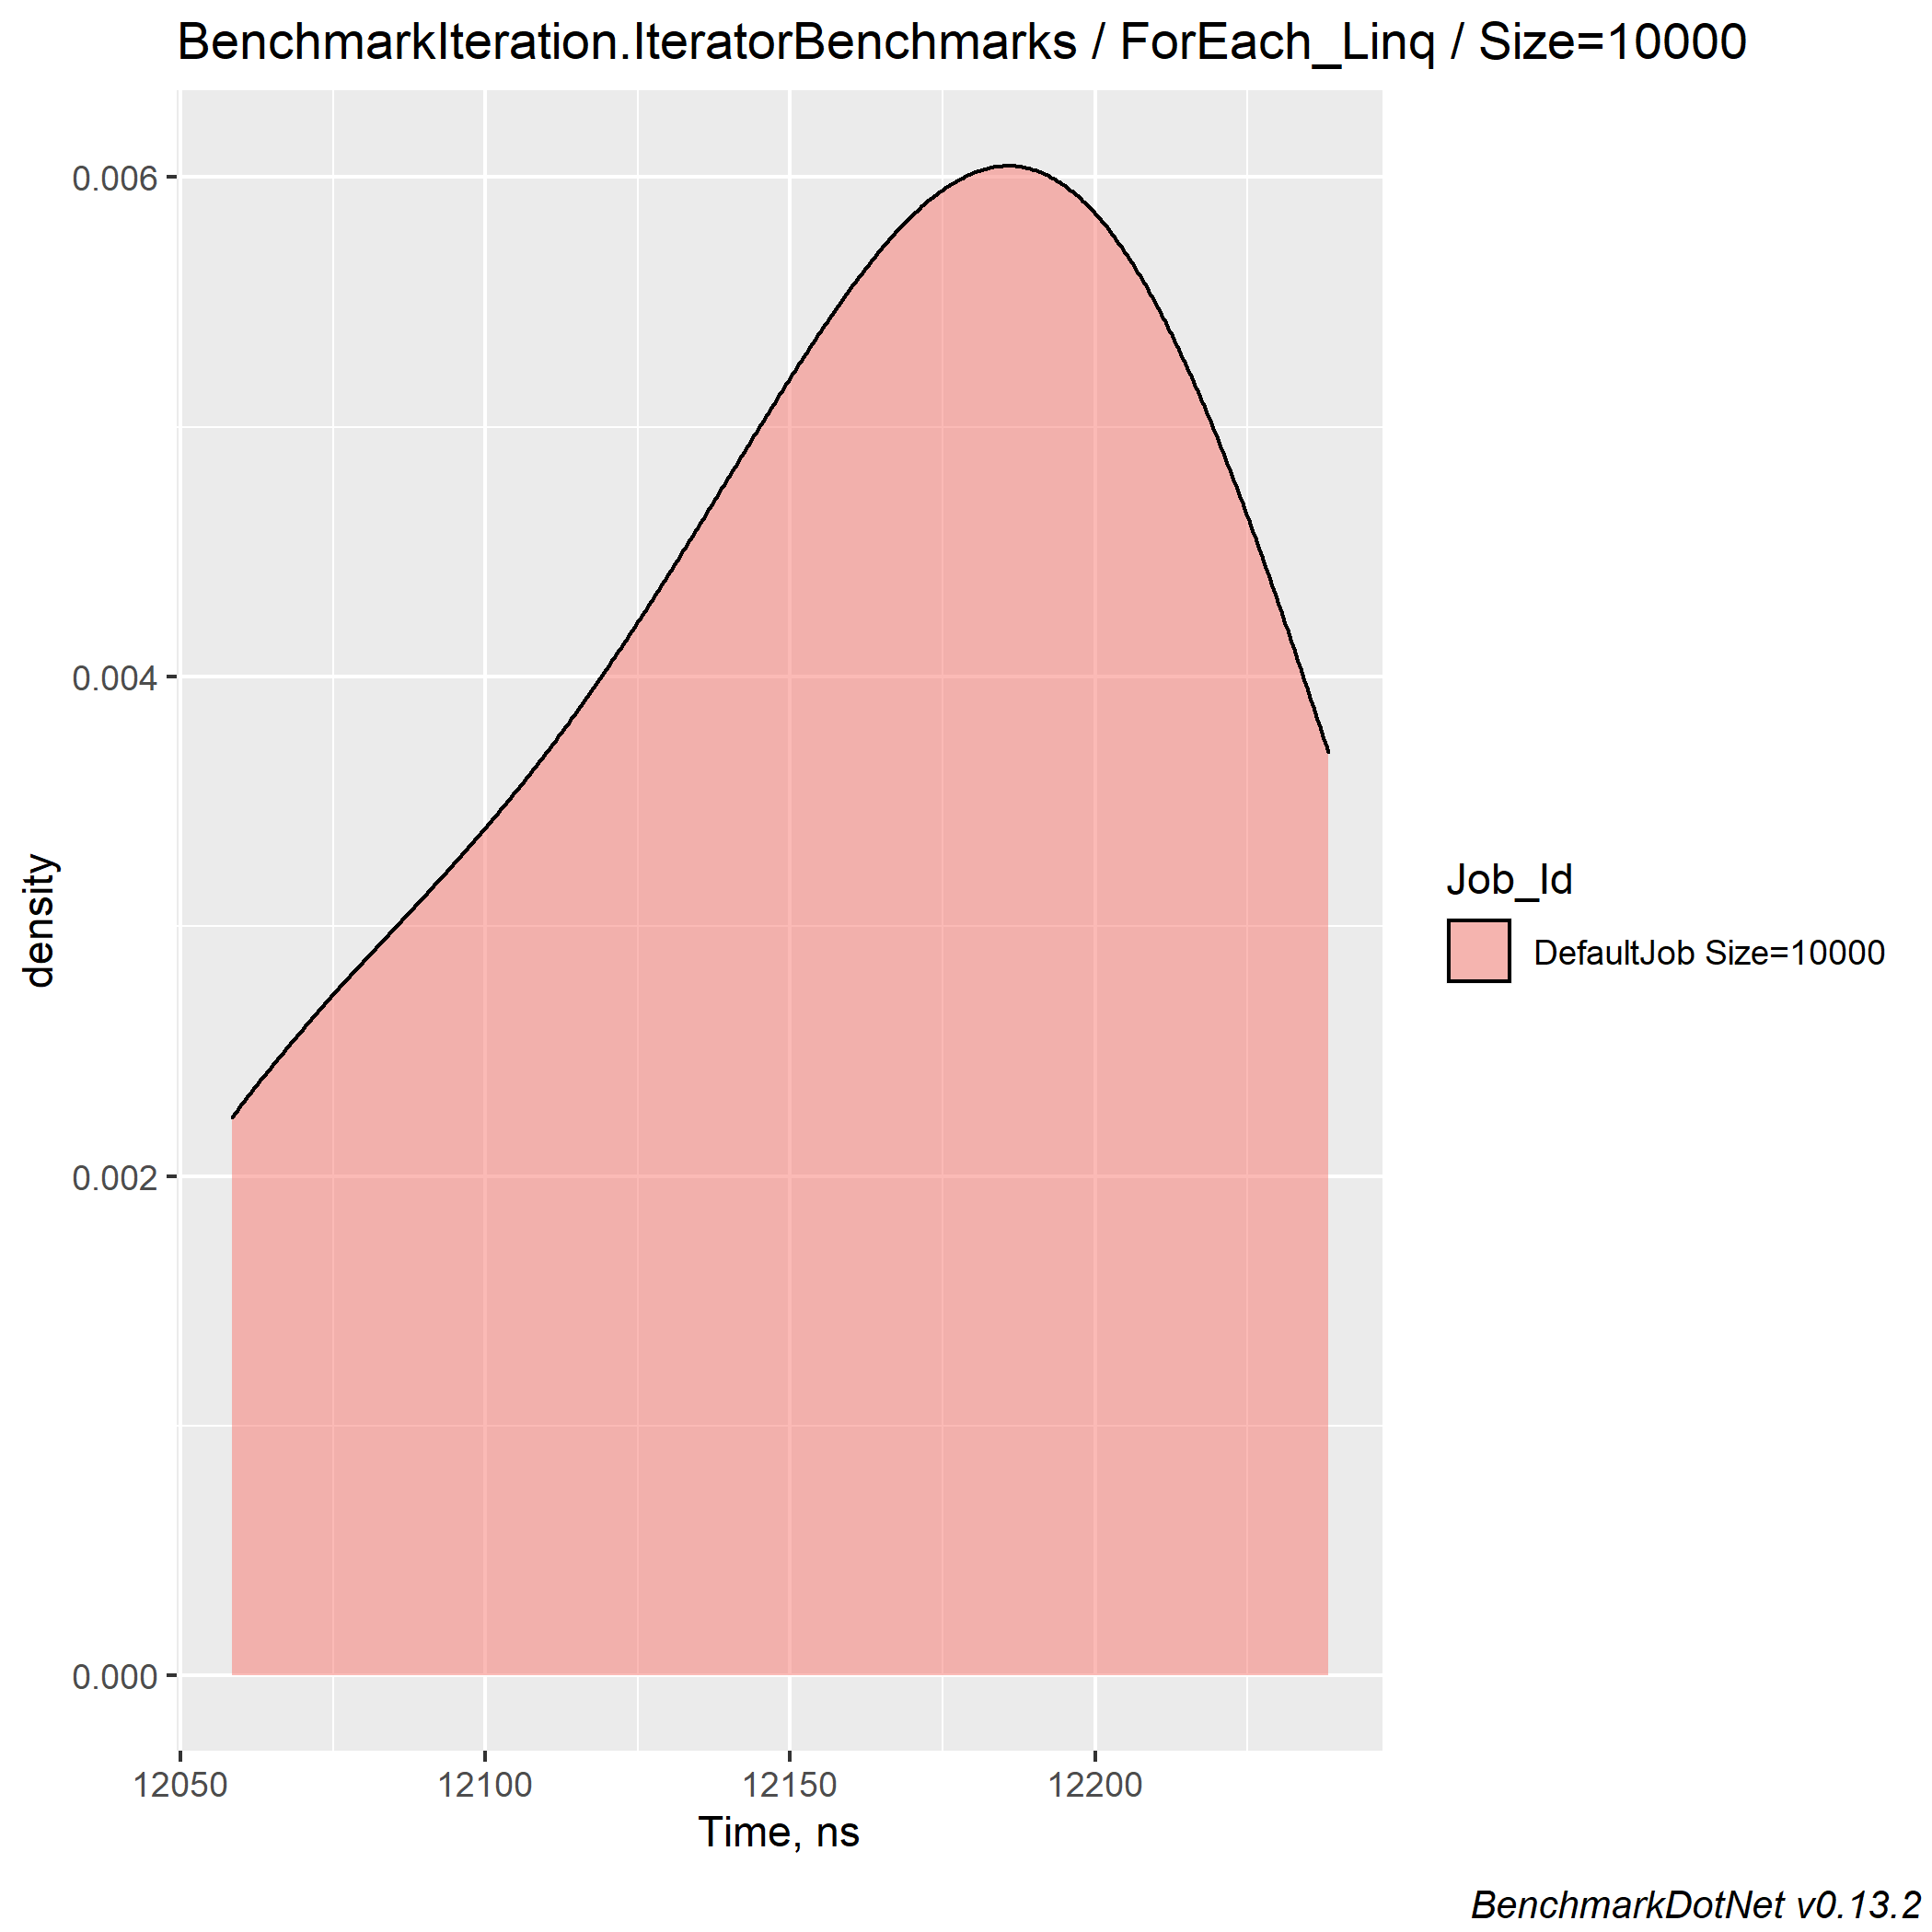 BenchmarkIteration.IteratorBenchmarks / ForEach_Linq / Size=10000
0.006
0.004
0.002
0.000
density
12050 12100 12150 12200
Time, ns
Job_Id
DefaultJob Size=10000
BenchmarkDotNet v0.13.2